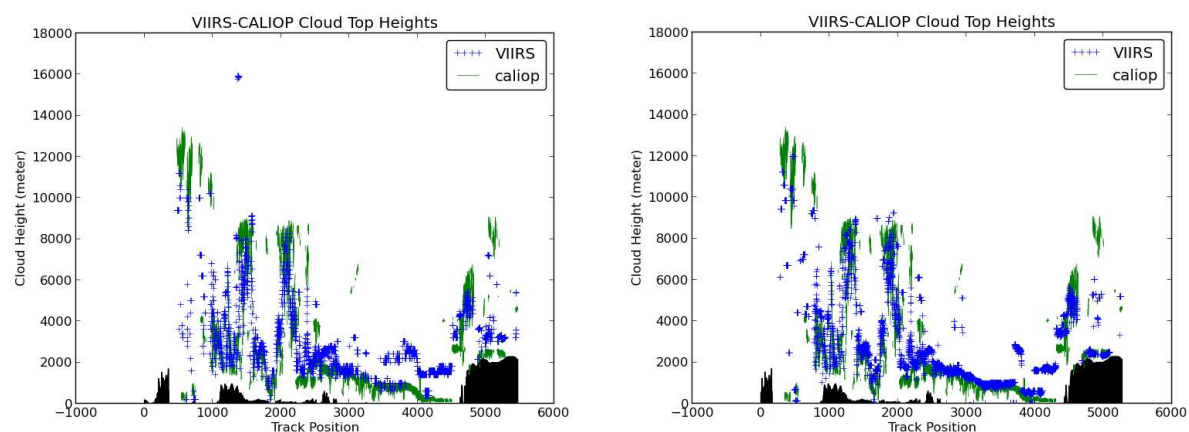 VIIRS-CALIOP Cloud Top Heights
18000
16000
14000
12000
10000
8000
6000
4000
2000
0
Cloud Height (meter)
VIIRS
caliop
−1000 0 1000 2000 3000 4000 5000 6000
Track Position
VIIRS-CALIOP Cloud Top Heights
18000
16000
14000
12000
10000
8000
6000
4000
2000
0
Cloud Height (meter)
VIIRS
caliop
−1000 0 1000 2000 3000 4000 5000 6000
Track Position